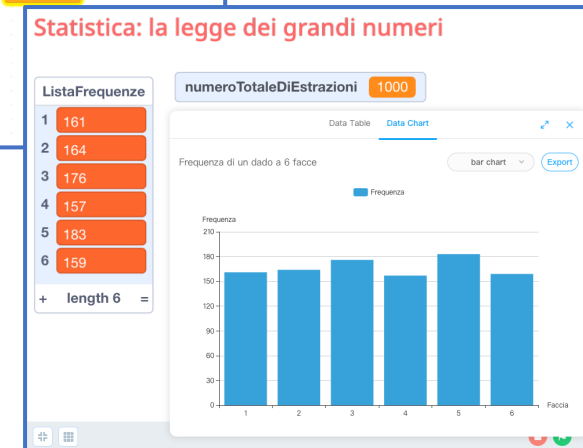 Statistica: la legge dei grandi numeri
ListaFrequenze
1 161
2 164
3 176
4 157
5 183
6 159
+ length 6 =
numeroTotaleDiEstrazioni 1000
Data Table Data Chart
Frequenza di un dado a 6 facce
bar chart
Export
Frequenza
Frequenza
210
180
150
120
90
60
30
0
1 2 3 4 5 6
Faccia